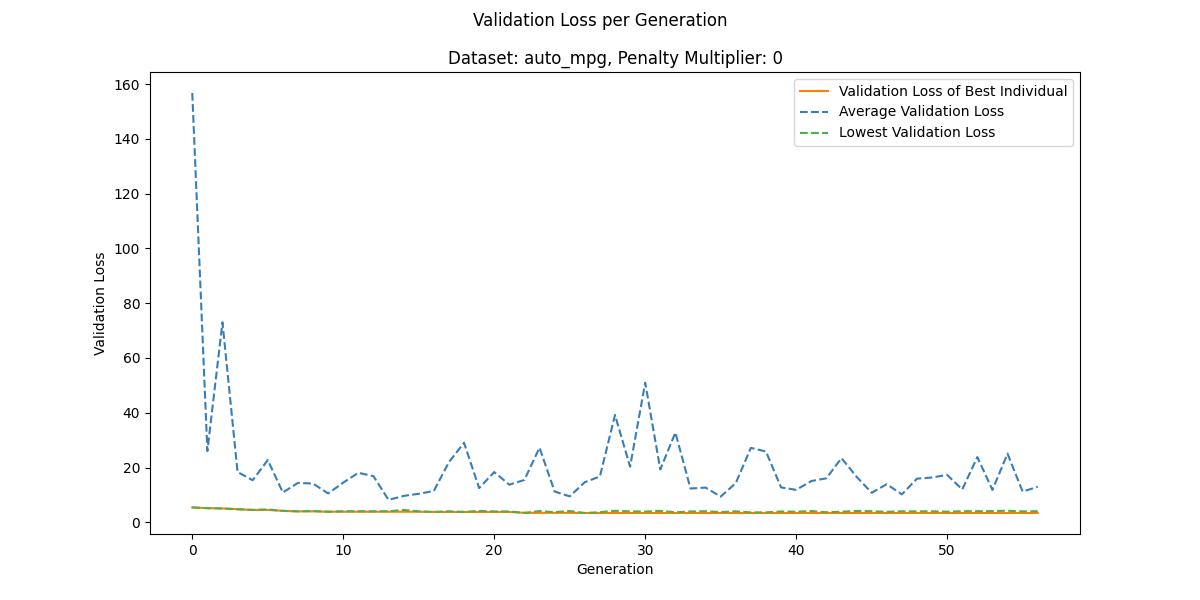 Validation Loss per Generation
Dataset: auto_mpg, Penalty Multiplier: 0
Validation Loss of Best Individual
Average Validation Loss
Lowest Validation Loss
Validation Loss
160
140
120
100
80
60
40
20
0
0 10 20 30 40 50
Generation